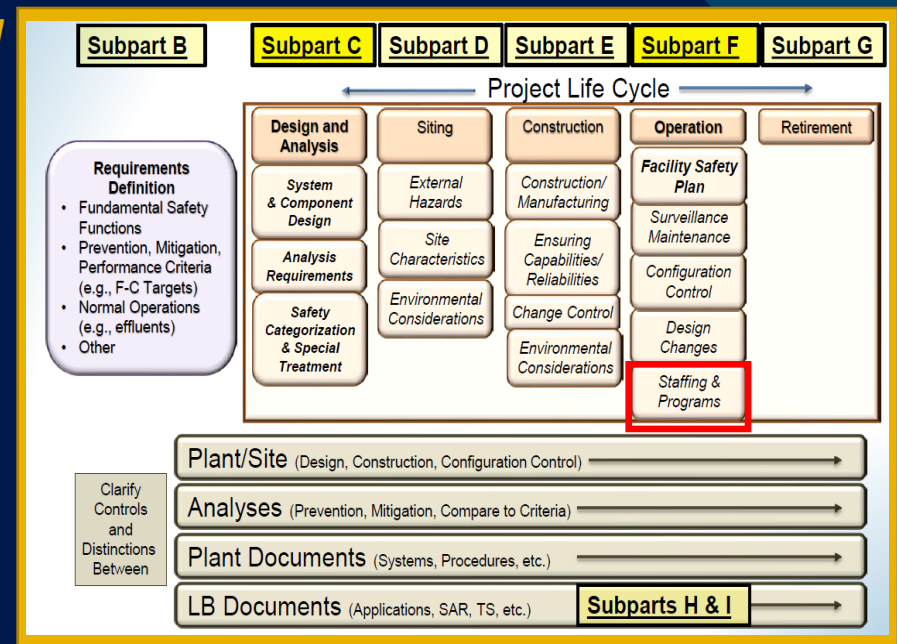 Subpart B
Subpart C
Subpart D
Subpart E
Subpart F
Subpart G
Project Life Cycle
Requirements
Definition
• Fundamental Safety
Functions
• Prevention, Mitigation,
Performance Criteria
(e.g., F-C Targets)
• Normal Operations
(e.g., effluents)
• Other
Design and
Analysis
System
& Component
Design
Analysis
Requirements
Safety
Categorization
& Special
Treatment
Siting
External
Hazards
Site
Characteristics
Environmental
Considerations
Construction
Construction/
Manufacturing
Ensuring
Capabilities/
Reliabilities
Change Control
Environmental
Considerations
Operation
Facility Safety
Plan
Surveillance
Maintenance
Configuration
Control
Design
Changes
Staffing &
Programs
Retirement
Clarify
Controls
and
Distinctions
Between
Plant/Site (Design, Construction, Configuration Control)
Analyses (Prevention, Mitigation, Compare to Criteria)
Plant Documents (Systems, Procedures, etc.)
LB Documents (Applications, SAR, TS, etc.)
Subparts H & I